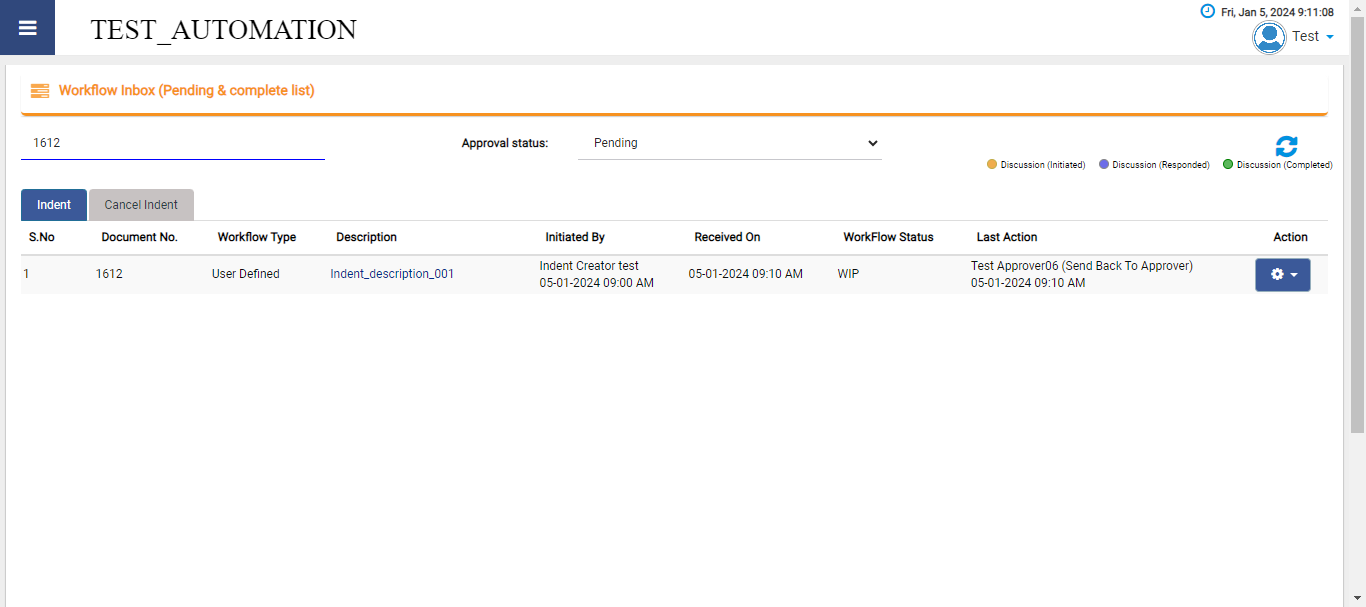 Fri, Jan 5, 2024 9:11:08
TEST_AUTOMATION
Test
Workflow Inbox (Pending & complete list)
1612 Approval status: Pending
Discussion (Initiated) Discussion (Responded) Discussion (Completed)
Indent Cancel Indent
S.No Document No. Workflow Type Description Initiated By Received On WorkFlow Status Last Action Action
1 1612 User Defined Indent_description_001 Indent Creator test 05-01-2024 09:10 AM WIP Test Approver06 (Send Back To Approver)
05-01-2024 09:00 AM 05-01-2024 09:10 AM